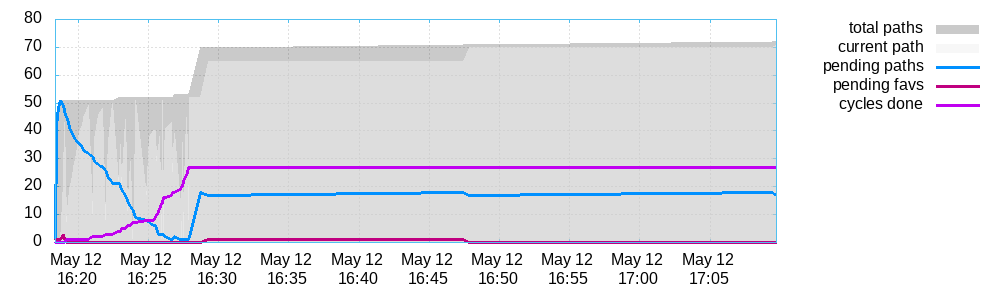 80
70
60
50
40
30
20
10
0
May 12 May 12 May 12 May 12 May 12 May 12 May 12 May 12 May 12 May 12
16:20 16:25 16:30 16:35 16:40 16:45 16:50 16:55 17:00 17:05
total paths
current path
pending paths
pending favs
cycles done